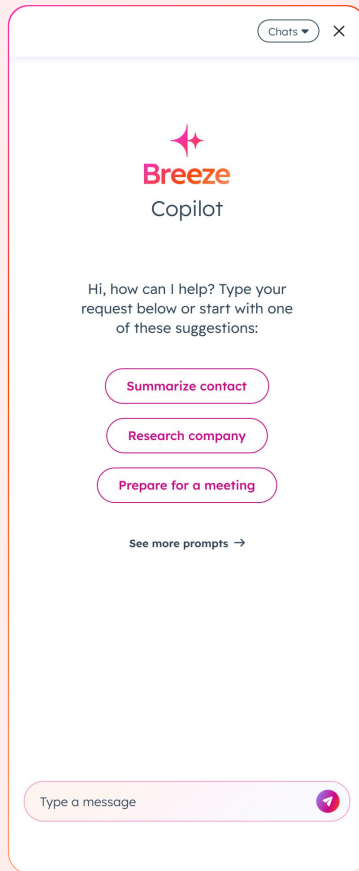 Chats
Breeze
Copilot
Hi, how can I help? Type your
request below or start with one
of these suggestions:
Summarize contact
Research company
Prepare for a meeting
See more prompts →
Type a message